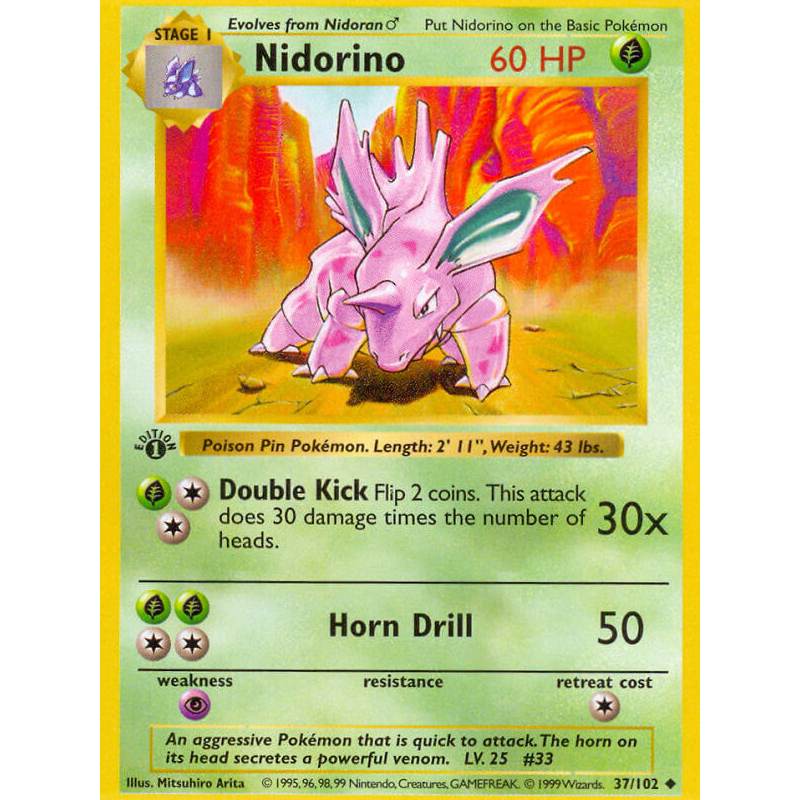 Evolves from Nidoran♂ Put Nidorino on the Basic Pokémon
STAGE 1
Nidorino 60 HP
EDITION 1
Poison Pin Pokémon. Length: 2' 11", Weight: 43 lbs.
Double Kick Flip 2 coins. This attack
does 30 damage times the number of
heads.
30x
Horn Drill 50
weakness resistance retreat cost
An aggressive Pokémon that is quick to attack. The horn on
its head secretes a powerful venom. LV. 25 #33
Illus. Mitsuhiro Arita © 1995, 96, 98, 99 Nintendo, Creatures, GAMEFREAK. © 1999 Wizards. 37/102 ◆